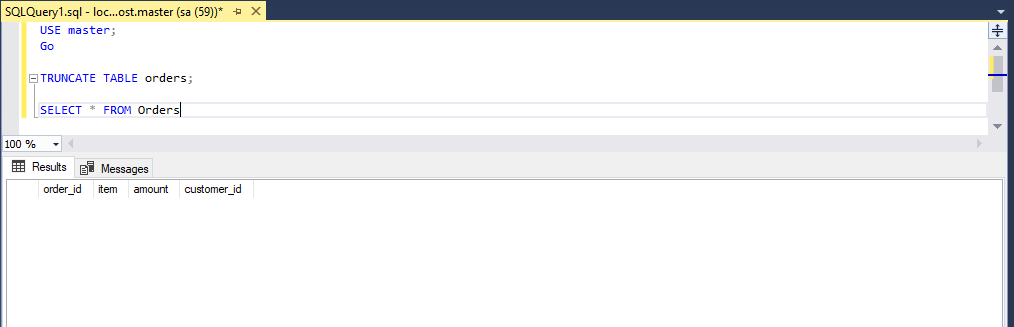 SQLQuery1.sql - loc...ost.master (sa (59))*
USE master;
Go
TRUNCATE TABLE orders;
SELECT * FROM Orders
100 %
Results Messages
order_id item amount customer_id